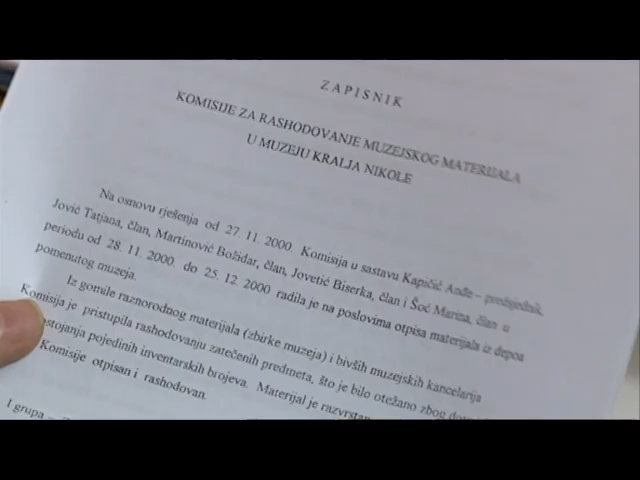 ZAPISNIK
KOMISIJE ZA RASHODOVANJE MUZEJSKOG MATERIJALA
U MUZEJU KRALJA NIKOLE
Na osnovu rješenja od 27. 11. 2000. Komisija u sastavu Kapičić Anđe – predsjednik,
Jović Tatjana, član, Martinović Božidar, član, Jovetić Biserka, član i Šoć Mariza, član u
periodu od 28. 11. 2000. do 25. 12 2000 radila je na poslovima otpisa materijala iz depoa
pomenutog muzeja.
Iz gomile raznorodnog materijala (zbirke muzeja) i bivših muzejskih kancelarija
Komisija je pristupila rashodovanju zatečenih predmeta, što je bilo otežano zbog
estojanja pojedinih inventarskih brojeva. Materijal je razvrstan
Komisije otpisan i rashodovan.
I grupa –